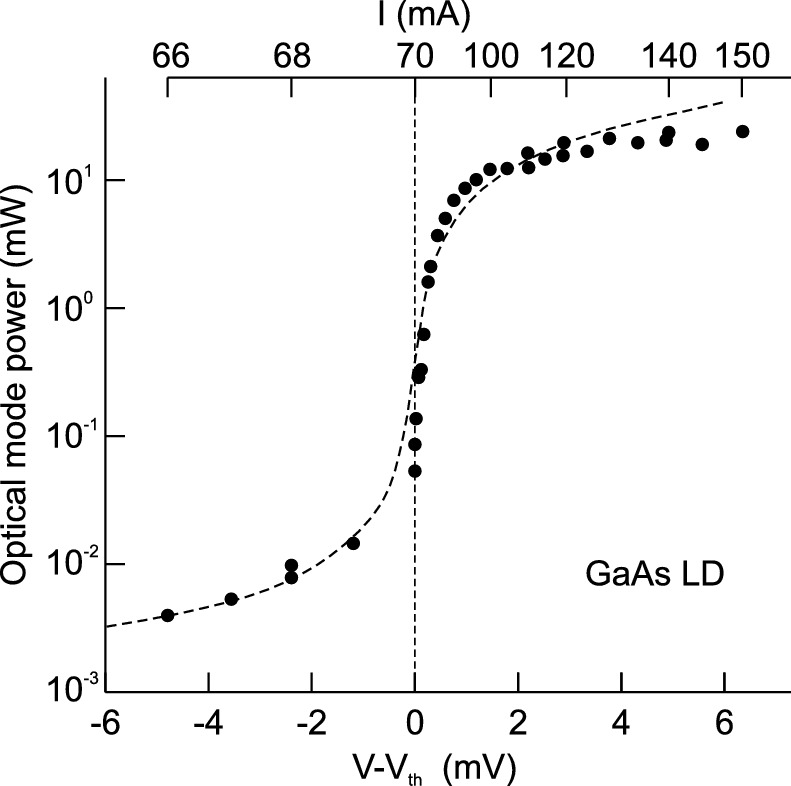 I (mA)
66 68 70 100 120 140 150
Optical mode power (mW)
10¹
10⁰
10⁻¹
10⁻²
10⁻³
GaAs LD
-6 -4 -2 0 2 4 6
V-Vth (mV)